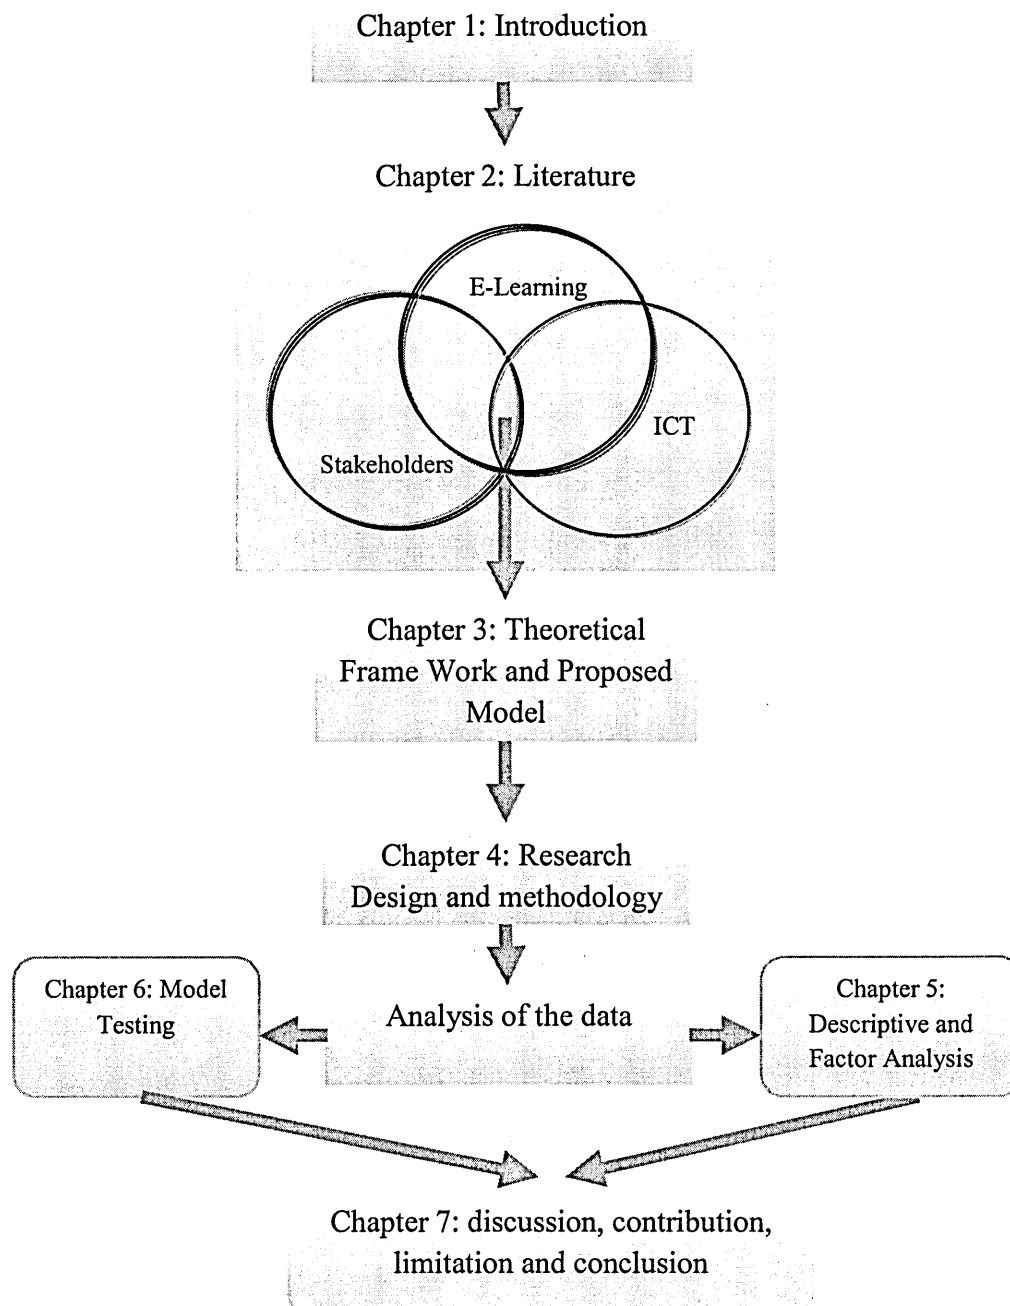 Chapter 1: Introduction
Chapter 2: Literature
E-Learning
ICT
Stakeholders
Chapter 3: Theoretical
Frame Work and Proposed
Model
Chapter 4: Research
Design and methodology
Chapter 6: Model
Testing
Analysis of the data
Chapter 5:
Descriptive and
Factor Analysis
Chapter 7: discussion, contribution,
limitation and conclusion